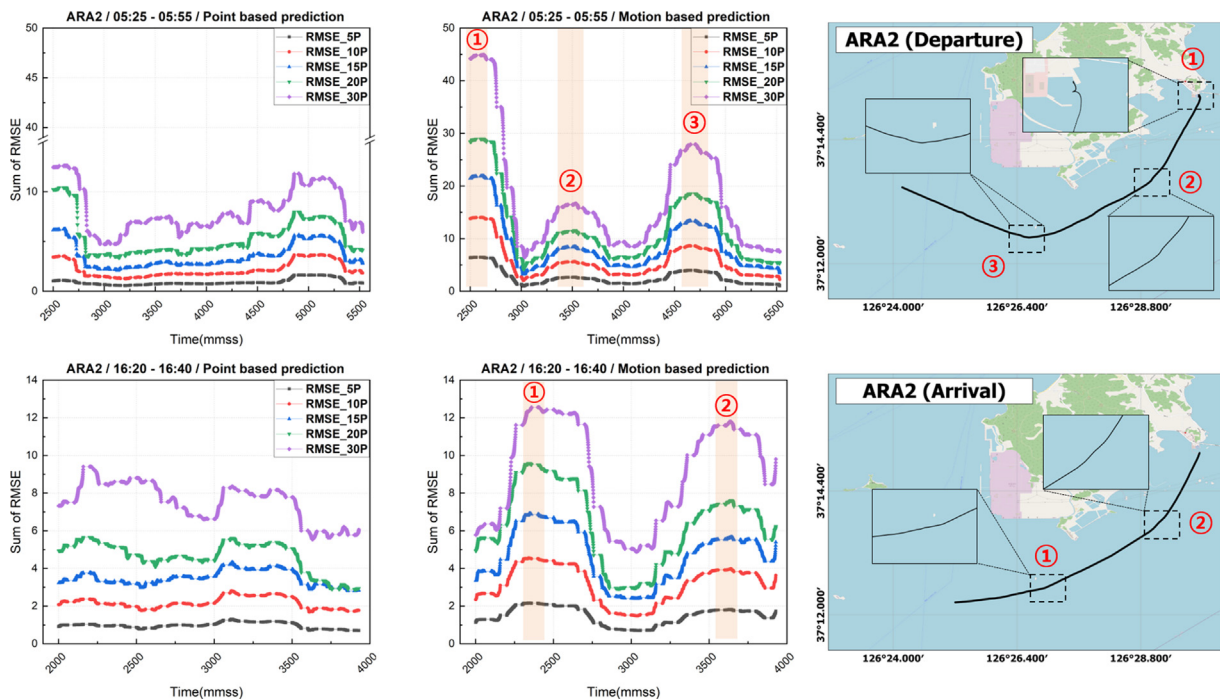 ARA2 / 05:25 - 05:55 / Point based prediction
Sum of RMSE
50
45
40
10
0
RMSE_5P
RMSE_10P
RMSE_15P
RMSE_20P
RMSE_30P
2500
3000
3500
4000
4500
5000
5500
Time(mmss)
ARA2 / 05:25 - 05:55 / Motion based prediction
Sum of RMSE
50
40
30
20
10
0
RMSE_5P
RMSE_10P
RMSE_15P
RMSE_20P
RMSE_30P
①
②
③
2500
3000
3500
4000
4500
5000
5500
Time(mmss)
ARA2 (Departure)
①
②
③
37°14.400'
37°12.000'
126°24.000'
126°26.400'
126°28.800'
ARA2 / 16:20 - 16:40 / Point based prediction
Sum of RMSE
14
12
10
8
6
4
2
0
RMSE_5P
RMSE_10P
RMSE_15P
RMSE_20P
RMSE_30P
2000
2500
3000
3500
4000
Time(mmss)
ARA2 / 16:20 - 16:40 / Motion based prediction
Sum of RMSE
14
12
10
8
6
4
2
0
RMSE_5P
RMSE_10P
RMSE_15P
RMSE_20P
RMSE_30P
①
②
2000
2500
3000
3500
4000
Time(mmss)
ARA2 (Arrival)
①
②
37°14.400'
37°12.000'
126°24.000'
126°26.400'
126°28.800'